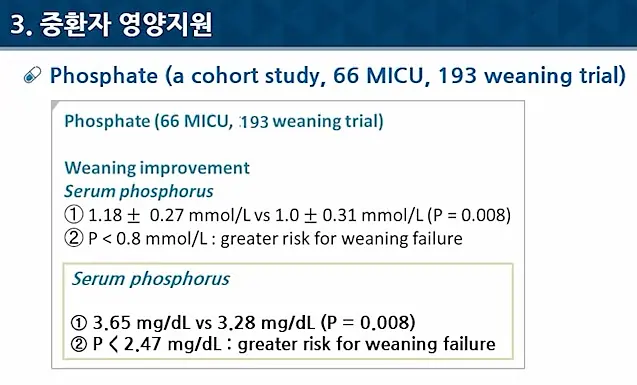 3. 중환자 영양지원
Phosphate (a cohort study, 66 MICU, 193 weaning trial)
Phosphate (66 MICU, 193 weaning trial)
Weaning improvement
Serum phosphorus
① 1.18 ± 0.27 mmol/L vs 1.0 ± 0.31 mmol/L (P = 0.008)
② P < 0.8 mmol/L : greater risk for weaning failure
Serum phosphorus
① 3.65 mg/dL vs 3.28 mg/dL (P = 0.008)
② P < 2.47 mg/dL : greater risk for weaning failure